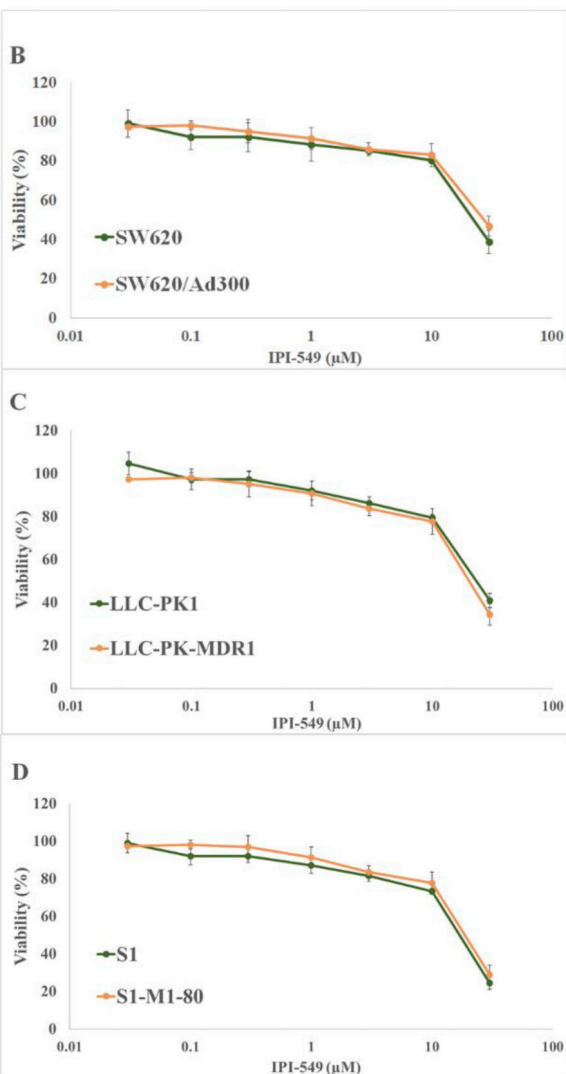 B
120
100
80
60
40
20
0
Viability (%)
SW620
SW620/Ad300
0.01 0.1 1 10 100
IPI-549 (µM)
C
120
100
80
60
40
20
0
Viability (%)
LLC-PK1
LLC-PK-MDR1
0.01 0.1 1 10 100
IPI-549 (µM)
D
120
100
80
60
40
20
0
Viability (%)
S1
S1-M1-80
0.01 0.1 1 10 100
IPI-549 (µM)